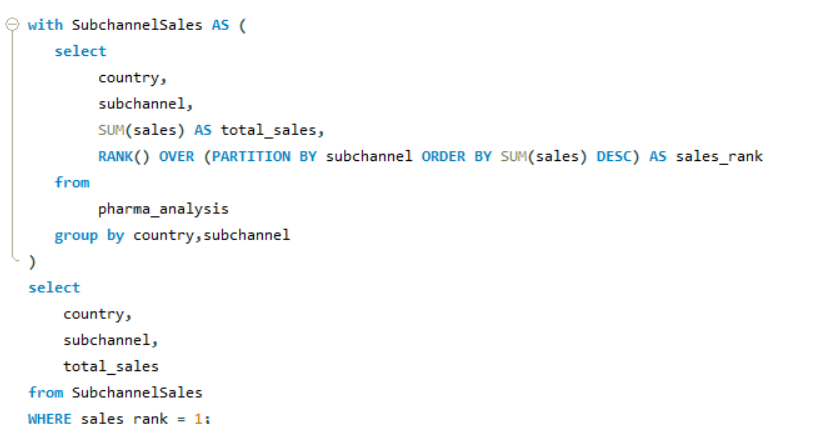 with SubchannelSales AS (
select
country,
subchannel,
SUM(sales) AS total_sales,
RANK() OVER (PARTITION BY subchannel ORDER BY SUM(sales) DESC) AS sales_rank
from
pharma_analysis
group by country,subchannel
)
select
country,
subchannel,
total_sales
from SubchannelSales
WHERE sales_rank = 1;